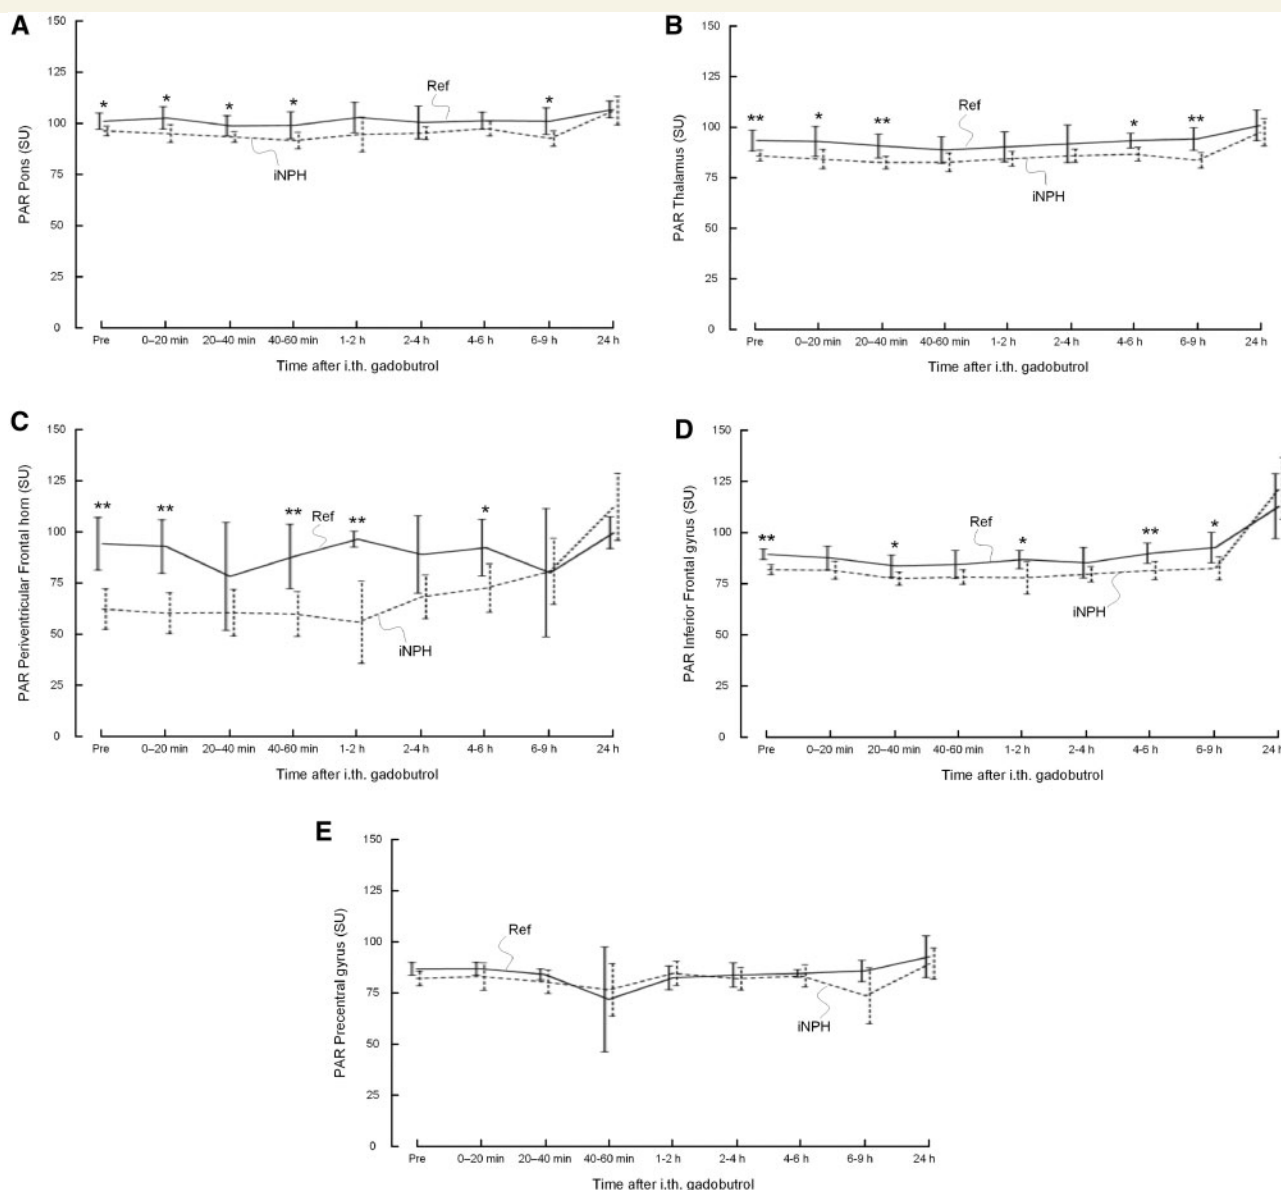 A
PAR Pons (SU)
150
125
100
75
50
25
0
* * * * *
Ref
iNPH
Pre 0–20 min 20–40 min 40-60 min 1-2 h 2-4 h 4-6 h 6-9 h 24 h
Time after i.th. gadobutrol
B
PAR Thalamus (SU)
150
125
100
75
50
25
0
** * ** * **
Ref
iNPH
Pre 0–20 min 20–40 min 40-60 min 1-2 h 2-4 h 4-6 h 6-9 h 24 h
Time after i.th. gadobutrol
C
PAR Periventricular Frontal horn (SU)
150
125
100
75
50
25
0
** ** ** ** *
Ref
iNPH
Pre 0–20 min 20–40 min 40-60 min 1-2 h 2-4 h 4-6 h 6-9 h 24 h
Time after i.th. gadobutrol
D
PAR Inferior Frontal gyrus (SU)
150
125
100
75
50
25
0
** * * ** *
Ref
iNPH
Pre 0–20 min 20–40 min 40-60 min 1-2 h 2-4 h 4-6 h 6-9 h 24 h
Time after i.th. gadobutrol
E
PAR Precentral gyrus (SU)
150
125
100
75
50
25
0
Ref
iNPH
Pre 0–20 min 20–40 min 40-60 min 1-2 h 2-4 h 4-6 h 6-9 h 24 h
Time after i.th. gadobutrol